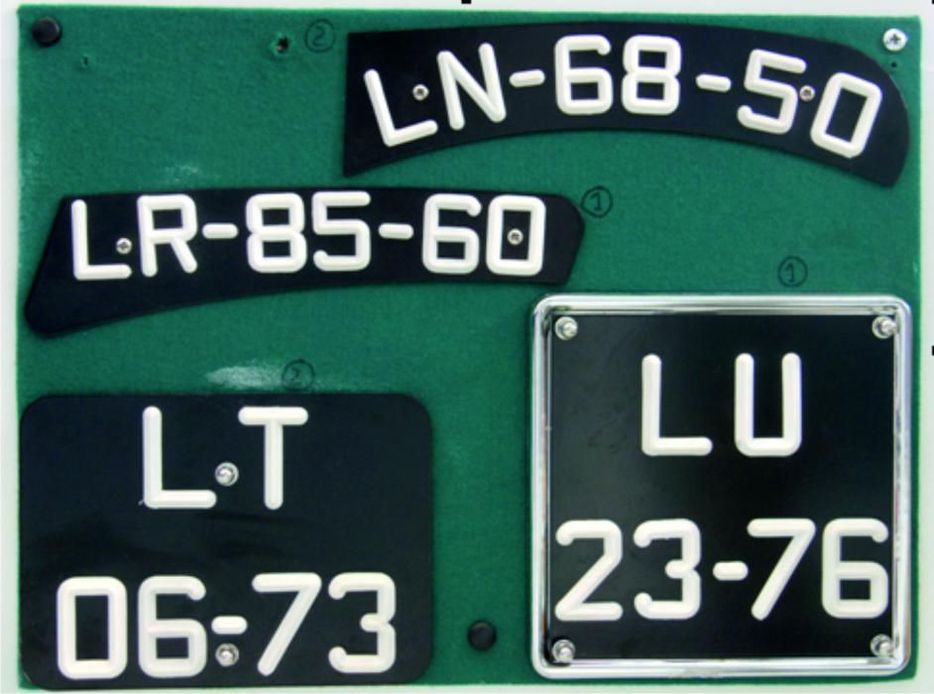 ②
LN-68-50
LR-85-60
①
①
②
LT
06-73
LU
23-76